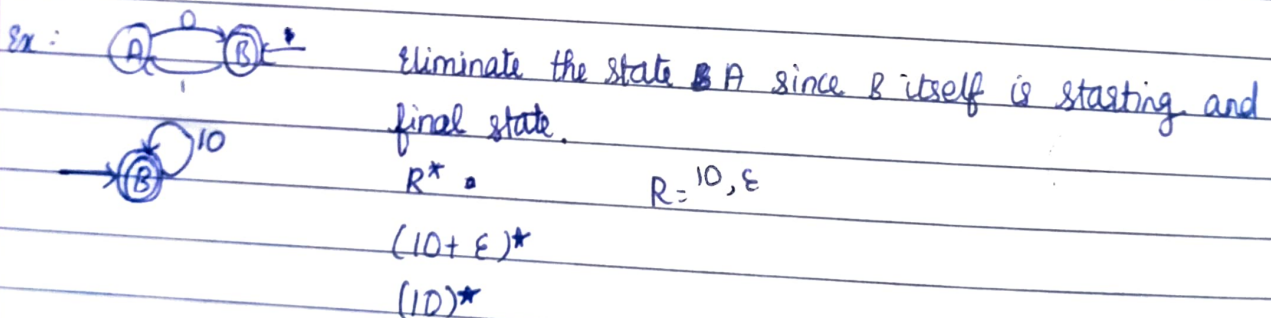 Ex :
A 0 B
1
Eliminate the state A since B itself is starting and
final state.
B 10
R* . R = 10, ε
(10 + ε)*
(10)*